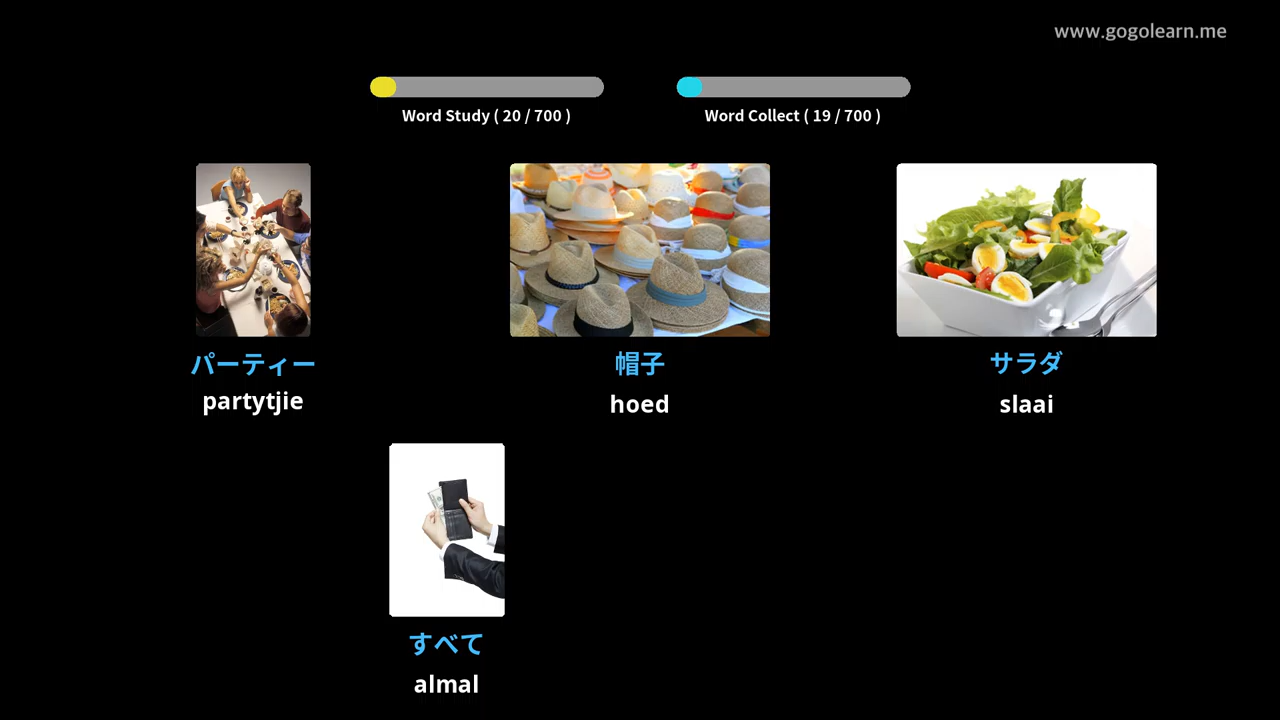 www.gogolearn.me
Word Study ( 20 / 700 )
Word Collect ( 19 / 700 )
パーティー
partytjie
帽子
hoed
サラダ
slaai
すべて
almal